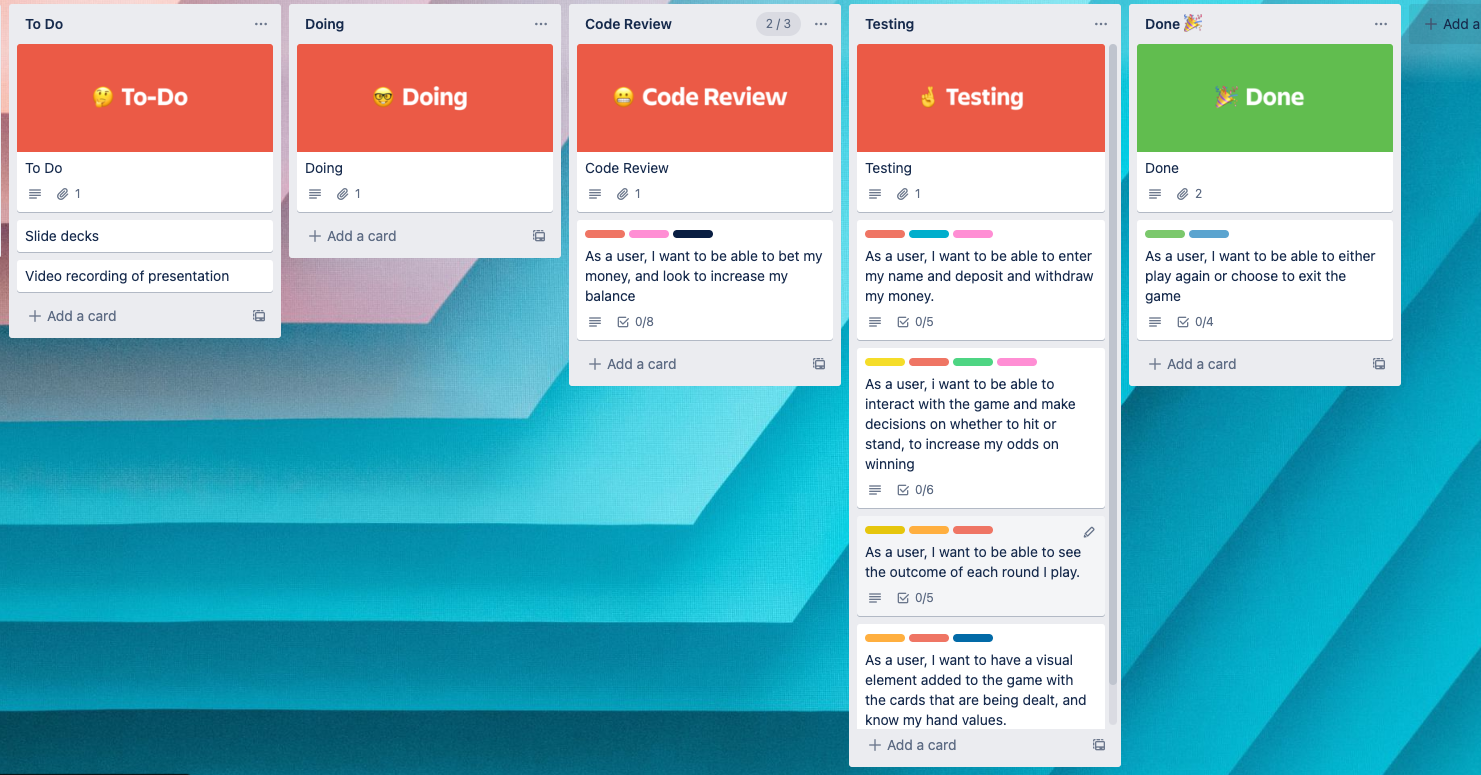 To Do
🤔 To-Do
To Do
1
Slide decks
Video recording of presentation
+ Add a card
Doing
🤓 Doing
Doing
1
+ Add a card
Code Review
2 / 3
😬 Code Review
Code Review
1
As a user, I want to be able to bet my
money, and look to increase my
balance
0/8
+ Add a card
Testing
🤞 Testing
Testing
1
As a user, I want to be able to enter
my name and deposit and withdraw
my money.
0/5
As a user, i want to be able to
interact with the game and make
decisions on whether to hit or
stand, to increase my odds on
winning
0/6
As a user, I want to be able to see
the outcome of each round I play.
0/5
As a user, I want to have a visual
element added to the game with
the cards that are being dealt, and
know my hand values.
+ Add a card
Done 🎉
🎉 Done
Done
2
As a user, I want to be able to either
play again or choose to exit the
game
0/4
+ Add a card
+ Add a